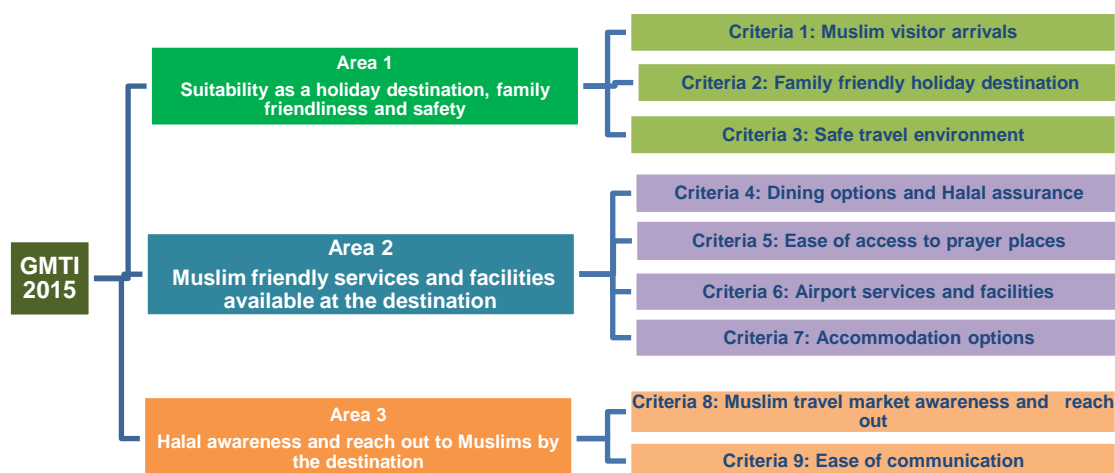 GMTI
2015
Area 1
Suitability as a holiday destination, family
friendliness and safety
Criteria 1: Muslim visitor arrivals
Criteria 2: Family friendly holiday destination
Criteria 3: Safe travel environment
Area 2
Muslim friendly services and facilities
available at the destination
Criteria 4: Dining options and Halal assurance
Criteria 5: Ease of access to prayer places
Criteria 6: Airport services and facilities
Criteria 7: Accommodation options
Area 3
Halal awareness and reach out to Muslims by
the destination
Criteria 8: Muslim travel market awareness and reach
out
Criteria 9: Ease of communication